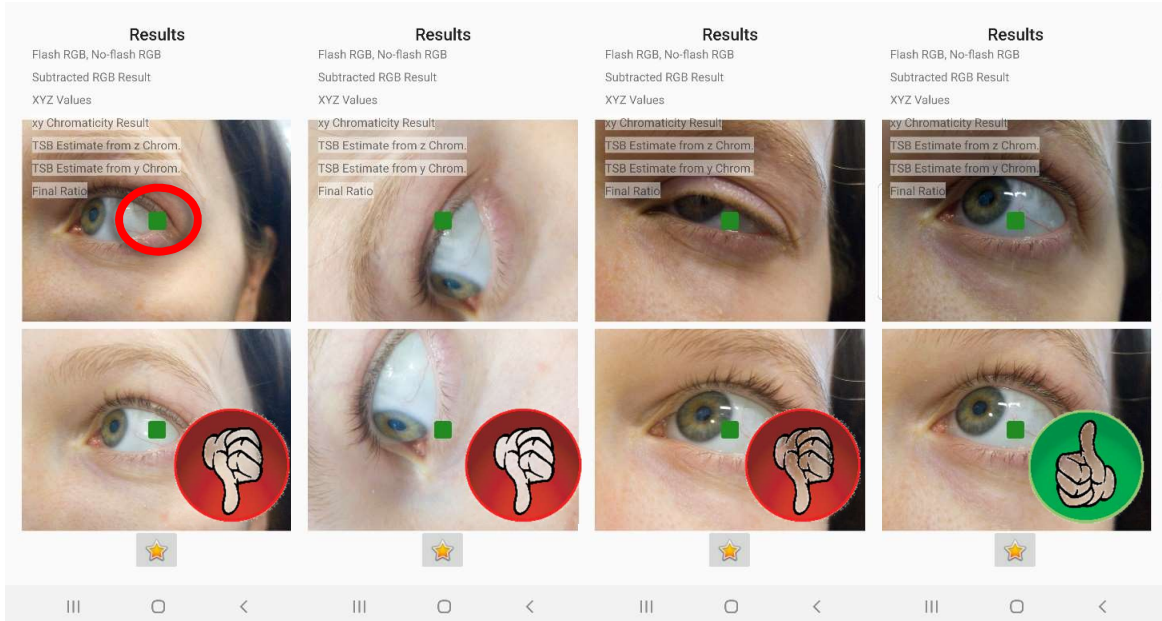 Results
Flash RGB, No-flash RGB
Subtracted RGB Result
XYZ Values
xy Chromaticity Result
TSB Estimate from z Chrom.
TSB Estimate from y Chrom.
Final Ratio
Results
Flash RGB, No-flash RGB
Subtracted RGB Result
XYZ Values
xy Chromaticity Result
TSB Estimate from z Chrom.
TSB Estimate from y Chrom.
Final Ratio
Results
Flash RGB, No-flash RGB
Subtracted RGB Result
XYZ Values
xy Chromaticity Result
TSB Estimate from z Chrom.
TSB Estimate from y Chrom.
Final Ratio
Results
Flash RGB, No-flash RGB
Subtracted RGB Result
XYZ Values
xy Chromaticity Result
TSB Estimate from z Chrom.
TSB Estimate from y Chrom.
Final Ratio